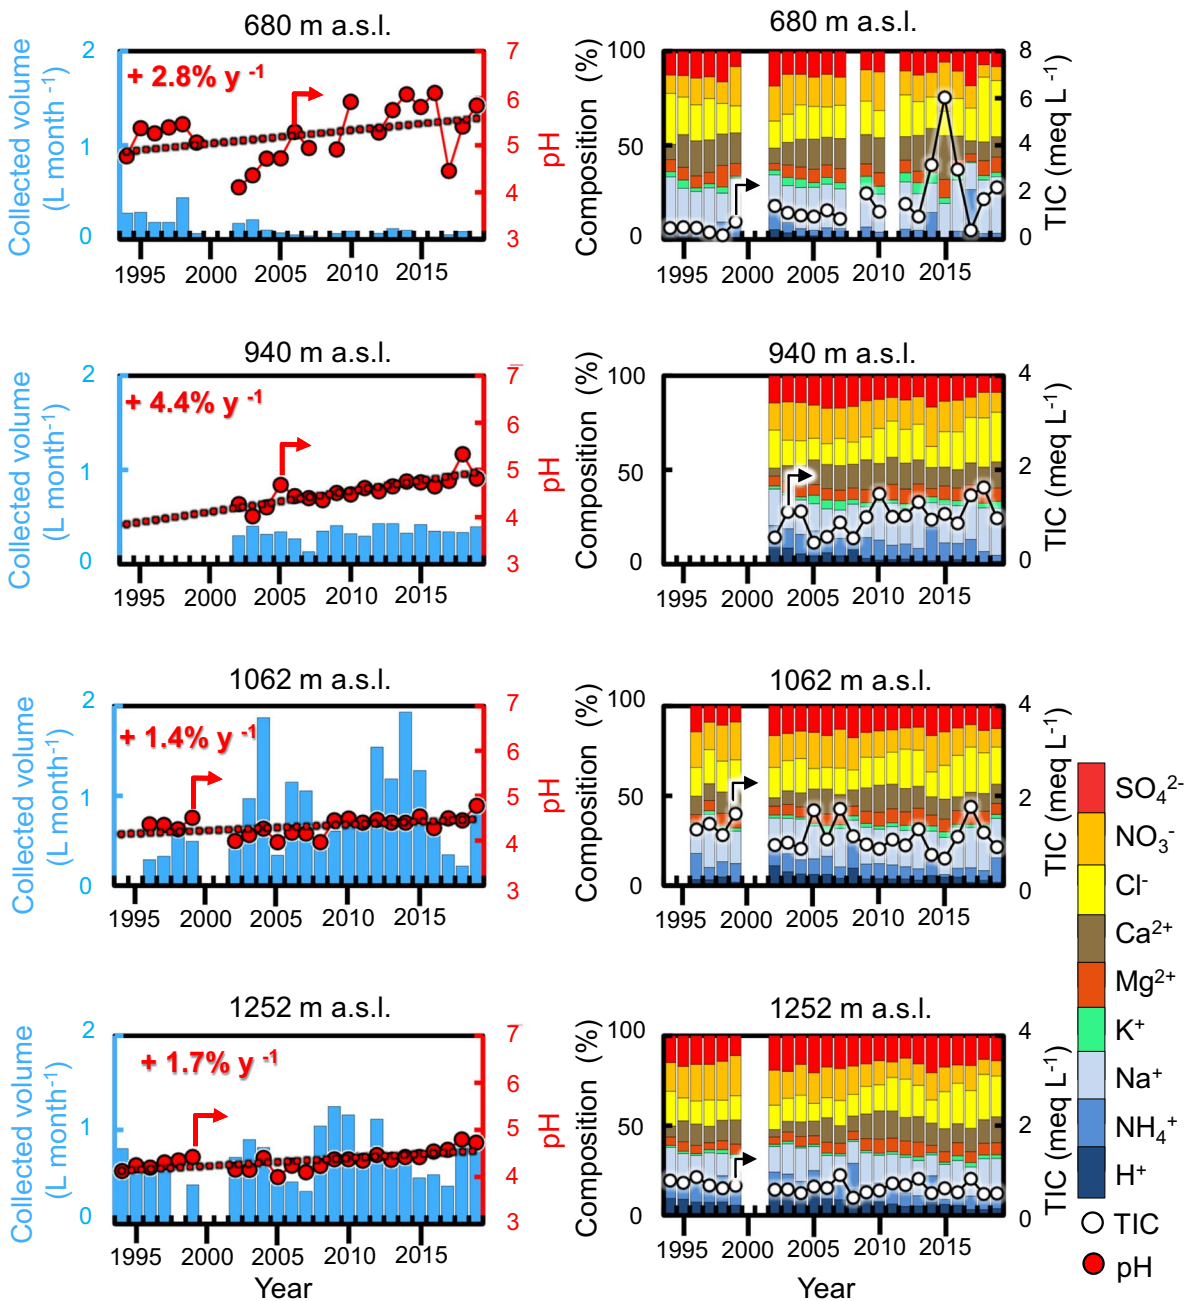 680 m a.s.l.
Collected volume
(L month -1)
2
1
0
+ 2.8% y -1
7
6
5
4
3
pH
1995 2000 2005 2010 2015
680 m a.s.l.
Composition (%)
100
50
0
8
6
4
2
0
TIC (meq L-1)
1995 2000 2005 2010 2015
940 m a.s.l.
Collected volume
(L month-1)
2
1
0
+ 4.4% y -1
7
6
5
4
3
pH
1995 2000 2005 2010 2015
940 m a.s.l.
Composition (%)
100
50
0
4
2
0
TIC (meq L-1)
1995 2000 2005 2010 2015
1062 m a.s.l.
Collected volume
(L month-1)
2
1
0
+ 1.4% y -1
7
6
5
4
3
pH
1995 2000 2005 2010 2015
1062 m a.s.l.
Composition (%)
100
50
0
4
2
0
TIC (meq L-1)
1995 2000 2005 2010 2015
1252 m a.s.l.
Collected volume
(L month-1)
2
1
0
+ 1.7% y -1
7
6
5
4
3
pH
1995 2000 2005 2010 2015
Year
1252 m a.s.l.
Composition (%)
100
50
0
4
2
0
TIC (meq L-1)
1995 2000 2005 2010 2015
Year
SO42-
NO3-
Cl-
Ca2+
Mg2+
K+
Na+
NH4+
H+
TIC
pH